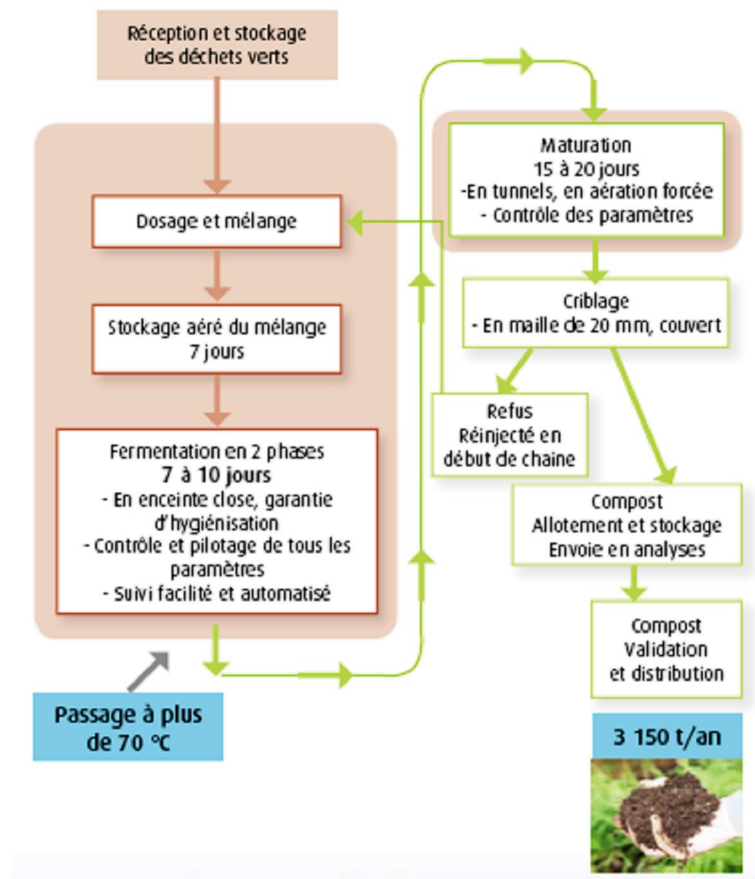 Réception et stockage
des déchets verts
Dosage et mélange
Stockage aéré du mélange
7 jours
Fermentation en 2 phases
7 à 10 jours
- En enceinte close, garantie
d'hygiénisation
- Contrôle et pilotage de tous les
paramètres
- Suivi facilité et automatisé
Passage à plus
de 70 °C
Maturation
15 à 20 jours
-En tunnels, en aération forcée
- Contrôle des paramètres
Criblage
- En maille de 20 mm, couvert
Refus
Réinjecté en
début de chaine
Compost
Allotement et stockage
Envoie en analyses
Compost
Validation
et distribution
3 150 t/an